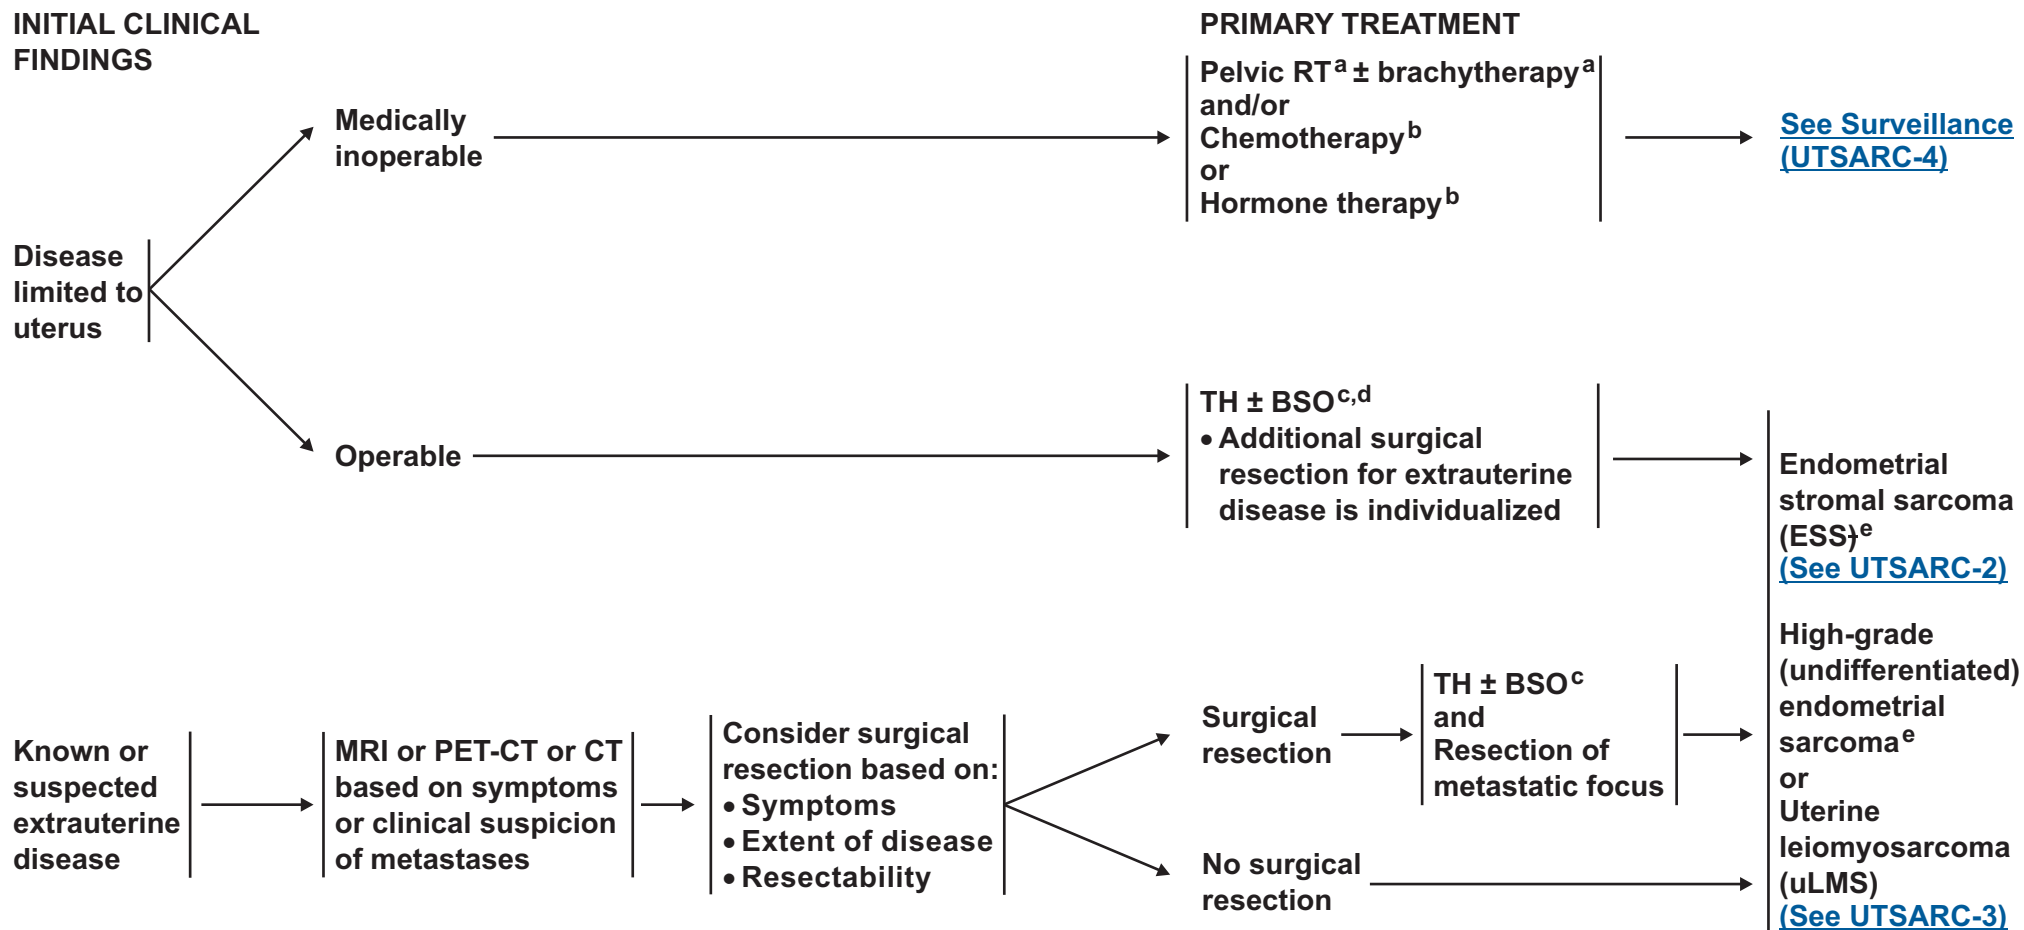 INITIAL CLINICAL
FINDINGS
PRIMARY TREATMENT
Disease
limited to
uterus
Medically
inoperable
Pelvic RTa ± brachytherapya
and/or
Chemotherapyb
or
Hormone therapyb
See Surveillance
(UTSARC-4)
Operable
TH ± BSOc,d
• Additional surgical
resection for extrauterine
disease is individualized
Known or
suspected
extrauterine
disease
MRI or PET-CT or CT
based on symptoms
or clinical suspicion
of metastases
Consider surgical
resection based on:
• Symptoms
• Extent of disease
• Resectability
Surgical
resection
TH ± BSOc
and
Resection of
metastatic focus
No surgical
resection
Endometrial
stromal sarcoma
(ESS)e
(See UTSARC-2)
High-grade
(undifferentiated)
endometrial
sarcomae
or
Uterine
leiomyosarcoma
(uLMS)
(See UTSARC-3)